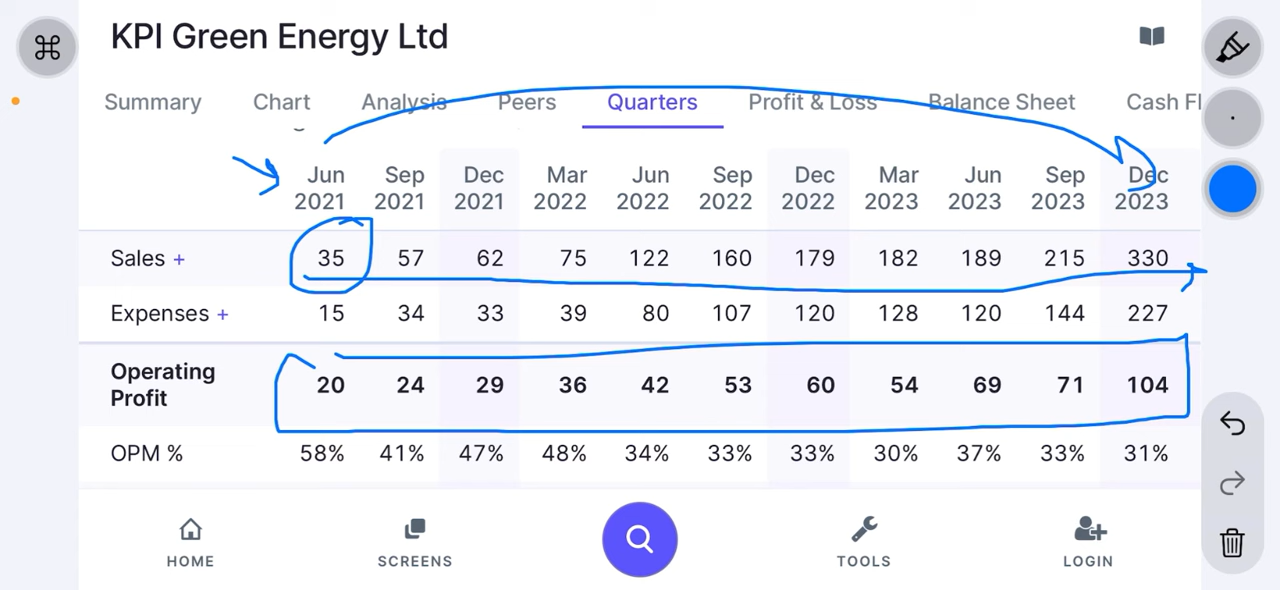 KPI Green Energy Ltd
Summary Chart Analysis Peers Quarters Profit & Loss Balance Sheet Cash Fl
Jun 2021 Sep 2021 Dec 2021 Mar 2022 Jun 2022 Sep 2022 Dec 2022 Mar 2023 Jun 2023 Sep 2023 Dec 2023
Sales + 35 57 62 75 122 160 179 182 189 215 330
Expenses + 15 34 33 39 80 107 120 128 120 144 227
Operating Profit 20 24 29 36 42 53 60 54 69 71 104
OPM % 58% 41% 47% 48% 34% 33% 33% 30% 37% 33% 31%
HOME SCREENS TOOLS LOGIN